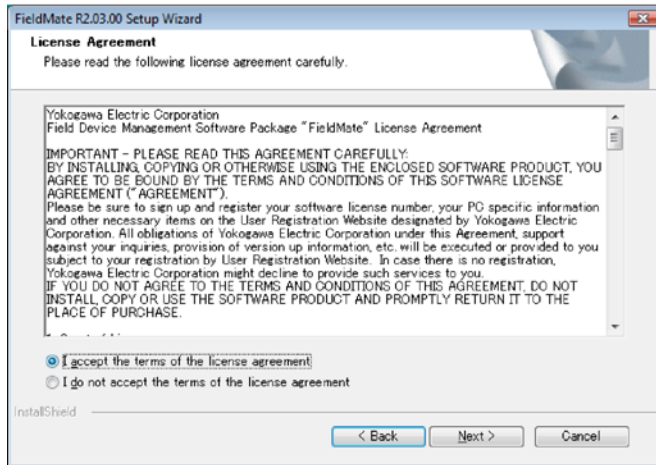 FieldMate R2.03.00 Setup Wizard
License Agreement
Please read the following license agreement carefully.
Yokogawa Electric Corporation
Field Device Management Software Package "FieldMate" License Agreement
IMPORTANT - PLEASE READ THIS AGREEMENT CAREFULLY:
BY INSTALLING, COPYING OR OTHERWISE USING THE ENCLOSED SOFTWARE PRODUCT, YOU
AGREE TO BE BOUND BY THE TERMS AND CONDITIONS OF THIS SOFTWARE LICENSE
AGREEMENT ("AGREEMENT").
Please be sure to sign up and register your software license number, your PC specific information
and other necessary items on the User Registration Website designated by Yokogawa Electric
Corporation. All obligations of Yokogawa Electric Corporation under this Agreement, support
against your inquiries, provision of version up information, etc. will be executed or provided to you
subject to your registration by User Registration Website. In case there is no registration,
Yokogawa Electric Corporation might decline to provide such services to you.
IF YOU DO NOT AGREE TO THE TERMS AND CONDITIONS OF THIS AGREEMENT, DO NOT
INSTALL, COPY OR USE THE SOFTWARE PRODUCT AND PROMPTLY RETURN IT TO THE
PLACE OF PURCHASE.
I accept the terms of the license agreement
I do not accept the terms of the license agreement
InstallShield
< Back
Next >
Cancel